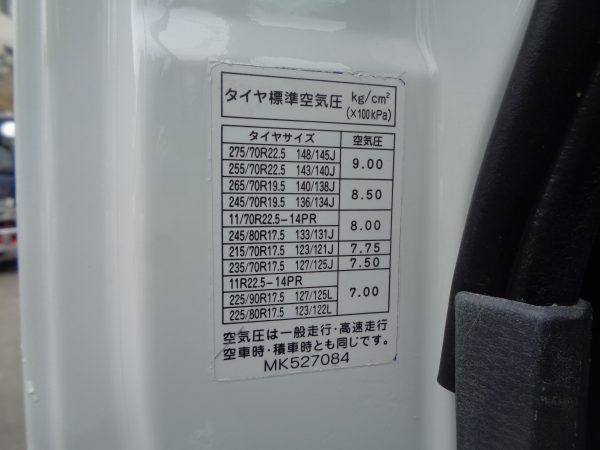 タイヤ標準空気圧 kg/cm²
(×100kPa)
タイヤサイズ 空気圧
275/70R22.5 148/145J 9.00
255/70R22.5 143/140J
265/70R19.5 140/138J 8.50
245/70R19.5 136/134J
11/70R22.5-14PR 8.00
245/80R17.5 133/131J
215/70R17.5 123/121J 7.75
235/70R17.5 127/125J 7.50
11R22.5-14PR 7.00
225/90R17.5 127/125L
225/80R17.5 123/122L
空気圧は一般走行・高速走行
空車時・積車時とも同じです。
MK527084